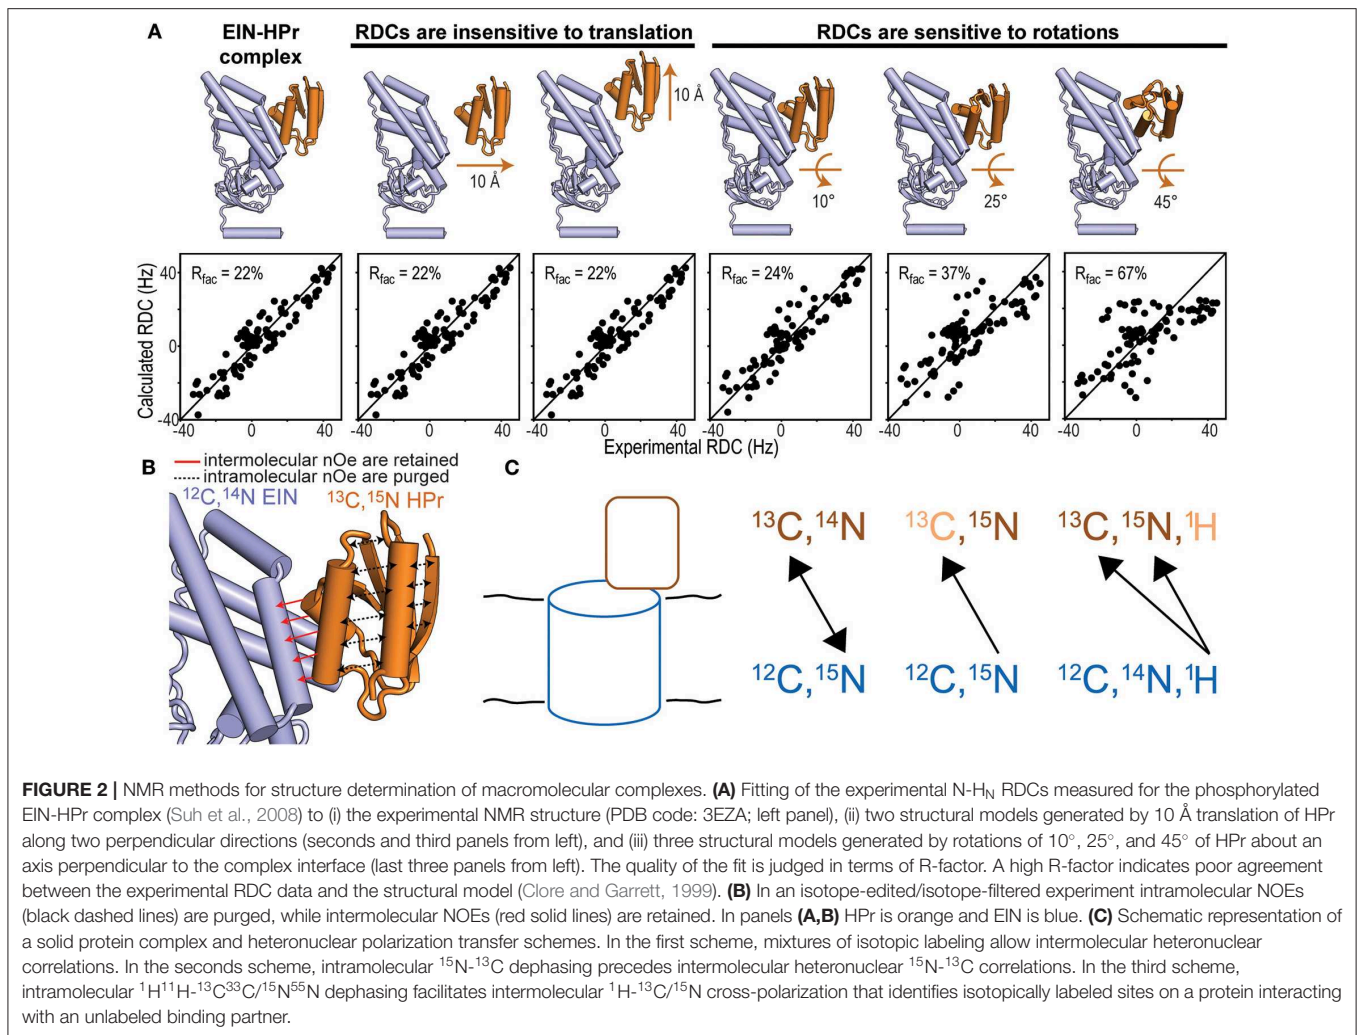 A
EIN-HPr
complex
RDCs are insensitive to translation
RDCs are sensitive to rotations
10 Å
10 Å
10°
25°
45°
Calculated RDC (Hz)
40
0
-40
R_fac = 22%
R_fac = 22%
R_fac = 22%
R_fac = 24%
R_fac = 37%
R_fac = 67%
-40 0 40
-40 0 40
-40 0 40
-40 0 40
-40 0 40
-40 0 40
Experimental RDC (Hz)
B
intermolecular nOe are retained
intramolecular nOe are purged
¹²C,¹⁴N EIN
¹³C,¹⁵N HPr
C
¹³C,¹⁴N
¹³C,¹⁵N
¹³C,¹⁵N,¹H
¹²C,¹⁵N
¹²C,¹⁵N
¹²C,¹⁴N,¹H
FIGURE 2 | NMR methods for structure determination of macromolecular complexes. (A) Fitting of the experimental N-H_N RDCs measured for the phosphorylated
EIN-HPr complex (Suh et al., 2008) to (i) the experimental NMR structure (PDB code: 3EZA; left panel), (ii) two structural models generated by 10 Å translation of HPr
along two perpendicular directions (seconds and third panels from left), and (iii) three structural models generated by rotations of 10°, 25°, and 45° of HPr about an
axis perpendicular to the complex interface (last three panels from left). The quality of the fit is judged in terms of R-factor. A high R-factor indicates poor agreement
between the experimental RDC data and the structural model (Clore and Garrett, 1999). (B) In an isotope-edited/isotope-filtered experiment intramolecular NOEs
(black dashed lines) are purged, while intermolecular NOEs (red solid lines) are retained. In panels (A,B) HPr is orange and EIN is blue. (C) Schematic representation of
a solid protein complex and heteronuclear polarization transfer schemes. In the first scheme, mixtures of isotopic labeling allow intermolecular heteronuclear
correlations. In the seconds scheme, intramolecular ¹⁵N-¹³C dephasing precedes intermolecular heteronuclear ¹⁵N-¹³C correlations. In the third scheme,
intramolecular ¹H¹¹H-¹³C³³C/¹⁵N⁵⁵N dephasing facilitates intermolecular ¹H-¹³C/¹⁵N cross-polarization that identifies isotopically labeled sites on a protein interacting
with an unlabeled binding partner.